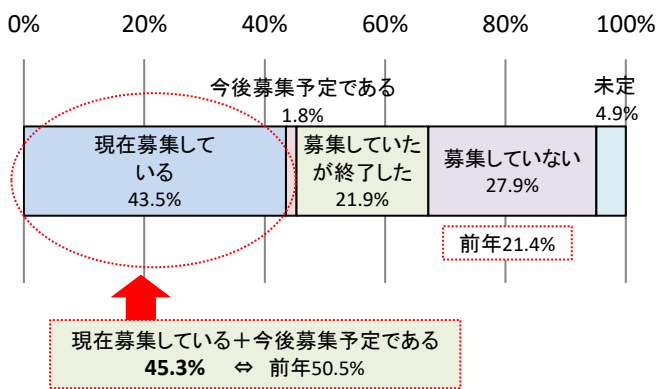 0% 20% 40% 60% 80% 100%
今後募集予定である
1.8%
未定
4.9%
現在募集して
いる
43.5%
募集していた
が終了した
21.9%
募集していない
27.9%
前年21.4%
現在募集している＋今後募集予定である
45.3% ⇔ 前年50.5%